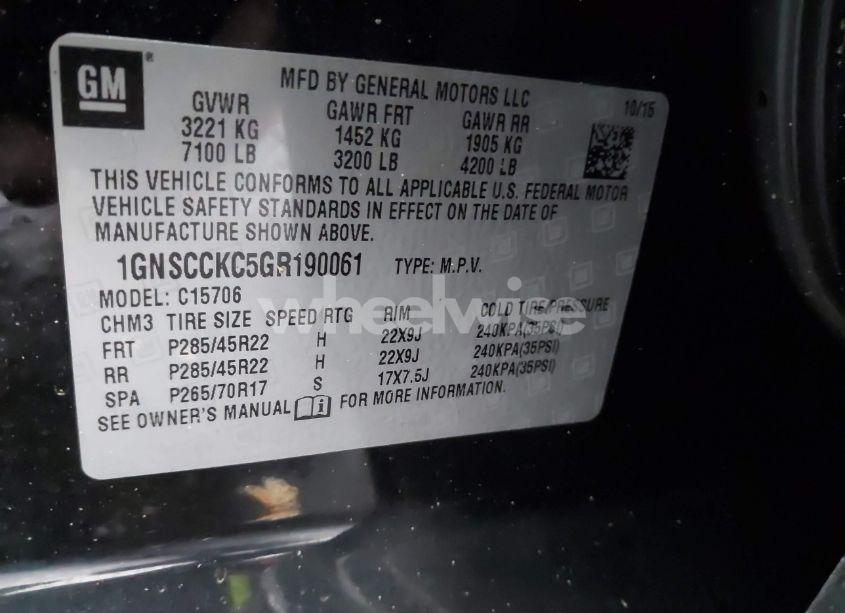 GM
MFD BY GENERAL MOTORS LLC
10/15
GVWR GAWR FRT GAWR RR
3221 KG 1452 KG 1905 KG
7100 LB 3200 LB 4200 LB
THIS VEHICLE CONFORMS TO ALL APPLICABLE U.S. FEDERAL MOTOR
VEHICLE SAFETY STANDARDS IN EFFECT ON THE DATE OF
MANUFACTURE SHOWN ABOVE.
1GNSCCKC5GR190061 TYPE: M.P.V.
MODEL: C15706
wheelwise
CHM3 TIRE SIZE SPEED RTG RIM COLD TIRE PRESSURE
FRT P285/45R22 H 22X9J 240KPA(35PSI)
RR P285/45R22 H 22X9J 240KPA(35PSI)
SPA P265/70R17 S 17X7.5J 240KPA(35PSI)
SEE OWNER'S MANUAL i FOR MORE INFORMATION.